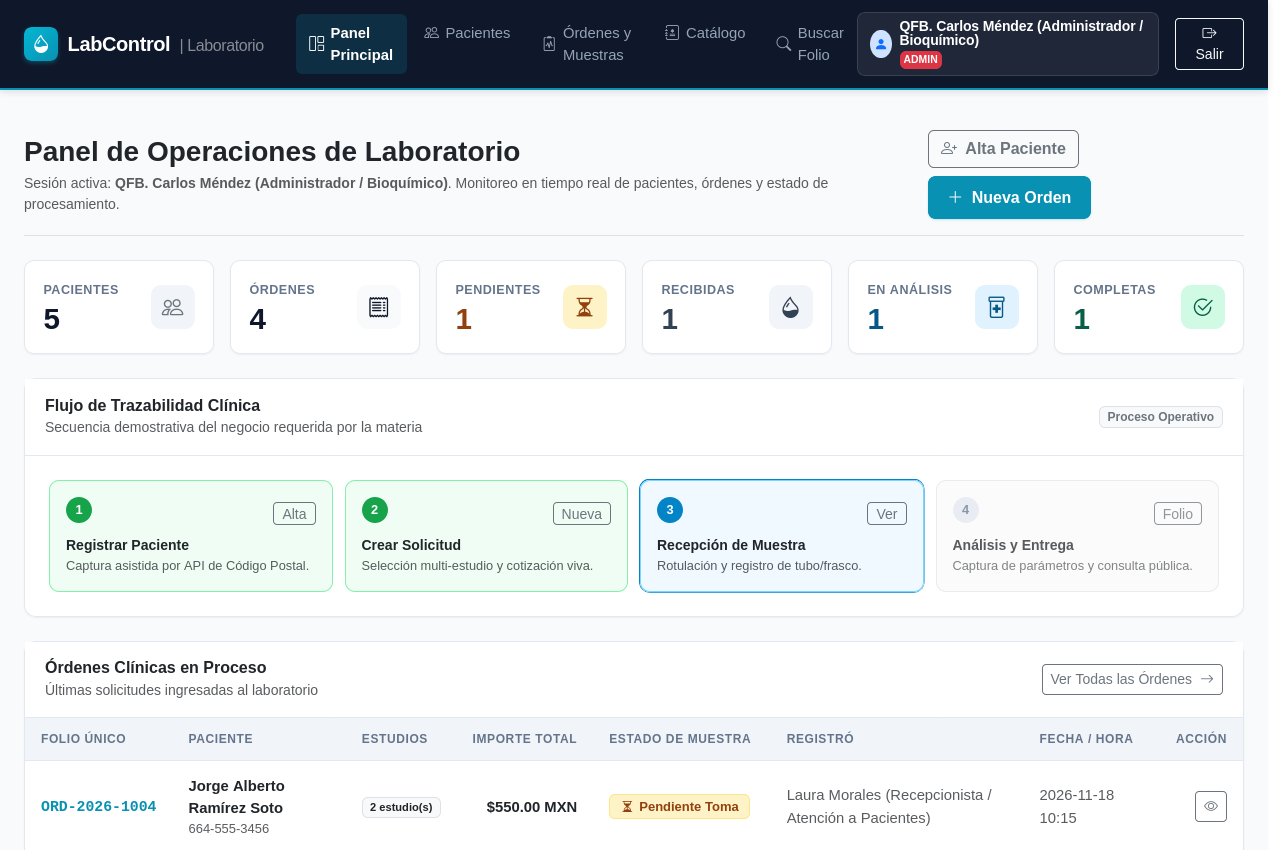 LabControl | Laboratorio
Panel Principal
Pacientes
Órdenes y Muestras
Catálogo
Buscar Folio
QFB. Carlos Méndez (Administrador / Bioquímico)
ADMIN
Salir
Panel de Operaciones de Laboratorio
Sesión activa: QFB. Carlos Méndez (Administrador / Bioquímico). Monitoreo en tiempo real de pacientes, órdenes y estado de
procesamiento.
Alta Paciente
Nueva Orden
PACIENTES
5
ÓRDENES
4
PENDIENTES
1
RECIBIDAS
1
EN ANÁLISIS
1
COMPLETAS
1
Flujo de Trazabilidad Clínica
Secuencia demostrativa del negocio requerida por la materia
Proceso Operativo
1
Alta
Registrar Paciente
Captura asistida por API de Código Postal.
2
Nueva
Crear Solicitud
Selección multi-estudio y cotización viva.
3
Ver
Recepción de Muestra
Rotulación y registro de tubo/frasco.
4
Folio
Análisis y Entrega
Captura de parámetros y consulta pública.
Órdenes Clínicas en Proceso
Últimas solicitudes ingresadas al laboratorio
Ver Todas las Órdenes
FOLIO ÚNICO PACIENTE ESTUDIOS IMPORTE TOTAL ESTADO DE MUESTRA REGISTRÓ FECHA / HORA ACCIÓN
ORD-2026-1004
Jorge Alberto
Ramírez Soto
664-555-3456
2 estudio(s)
$550.00 MXN
Pendiente Toma
Laura Morales (Recepcionista /
Atención a Pacientes)
2026-11-18
10:15